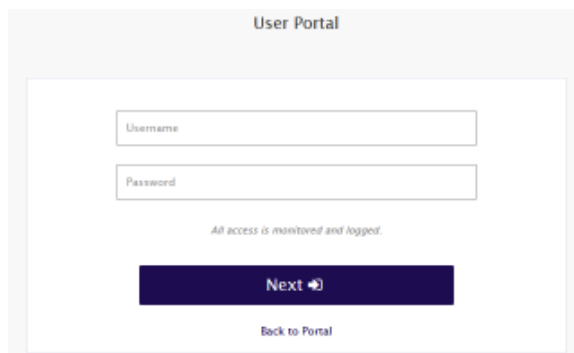 User Portal
Username
Password
All access is monitored and logged.
Next
Back to Portal